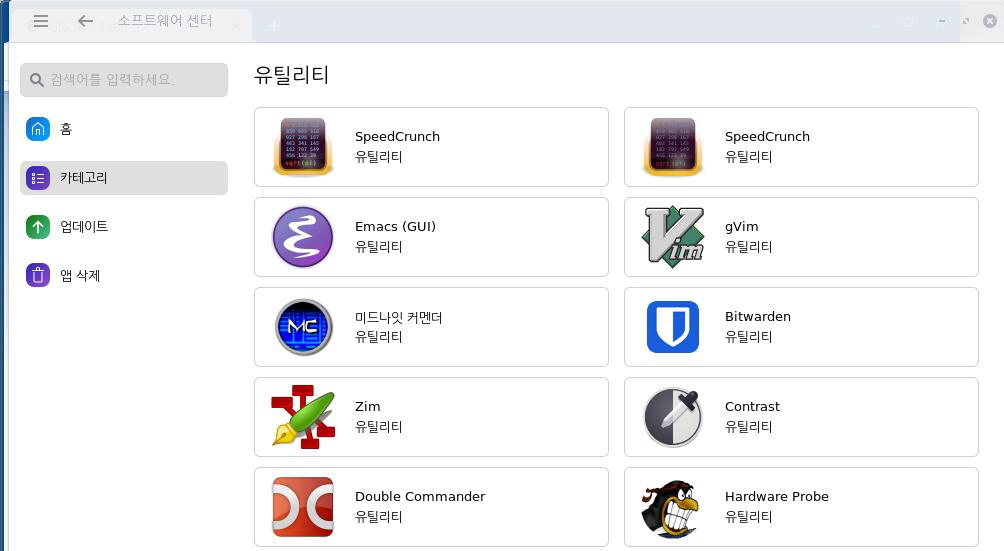 소프트웨어 센터
검색어를 입력하세요.
홈
카테고리
업데이트
앱 삭제
유틸리티
SpeedCrunch
유틸리티
SpeedCrunch
유틸리티
Emacs (GUI)
유틸리티
gVim
유틸리티
미드나잇 커멘더
유틸리티
Bitwarden
유틸리티
Zim
유틸리티
Contrast
유틸리티
Double Commander
유틸리티
Hardware Probe
유틸리티